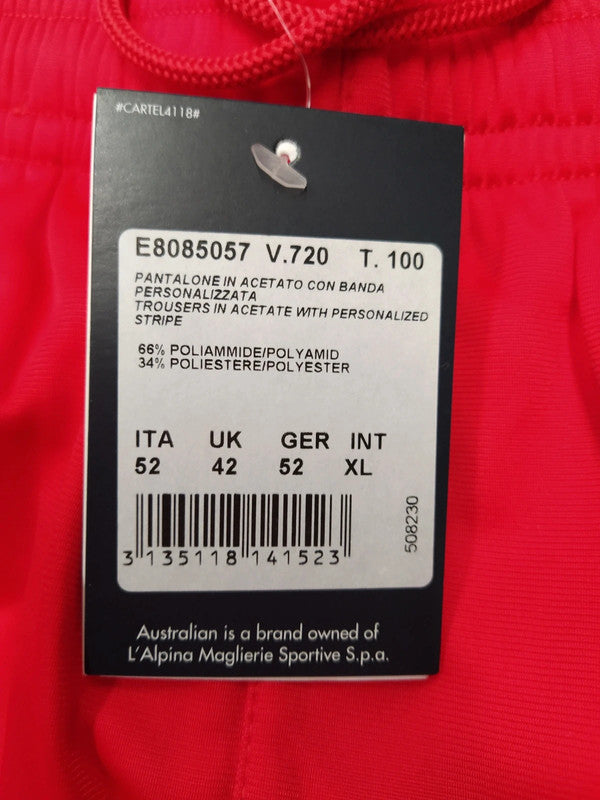 #CARTEL4118#
E8085057 V.720 T. 100
PANTALONE IN ACETATO CON BANDA
PERSONALIZZATA
TROUSERS IN ACETATE WITH PERSONALIZED
STRIPE
66% POLIAMMIDE/POLYAMID
34% POLIESTERE/POLYESTER
ITA UK GER INT
52 42 52 XL
3 135118 141523
508230
Australian is a brand owned of
L'Alpina Maglierie Sportive S.p.a.